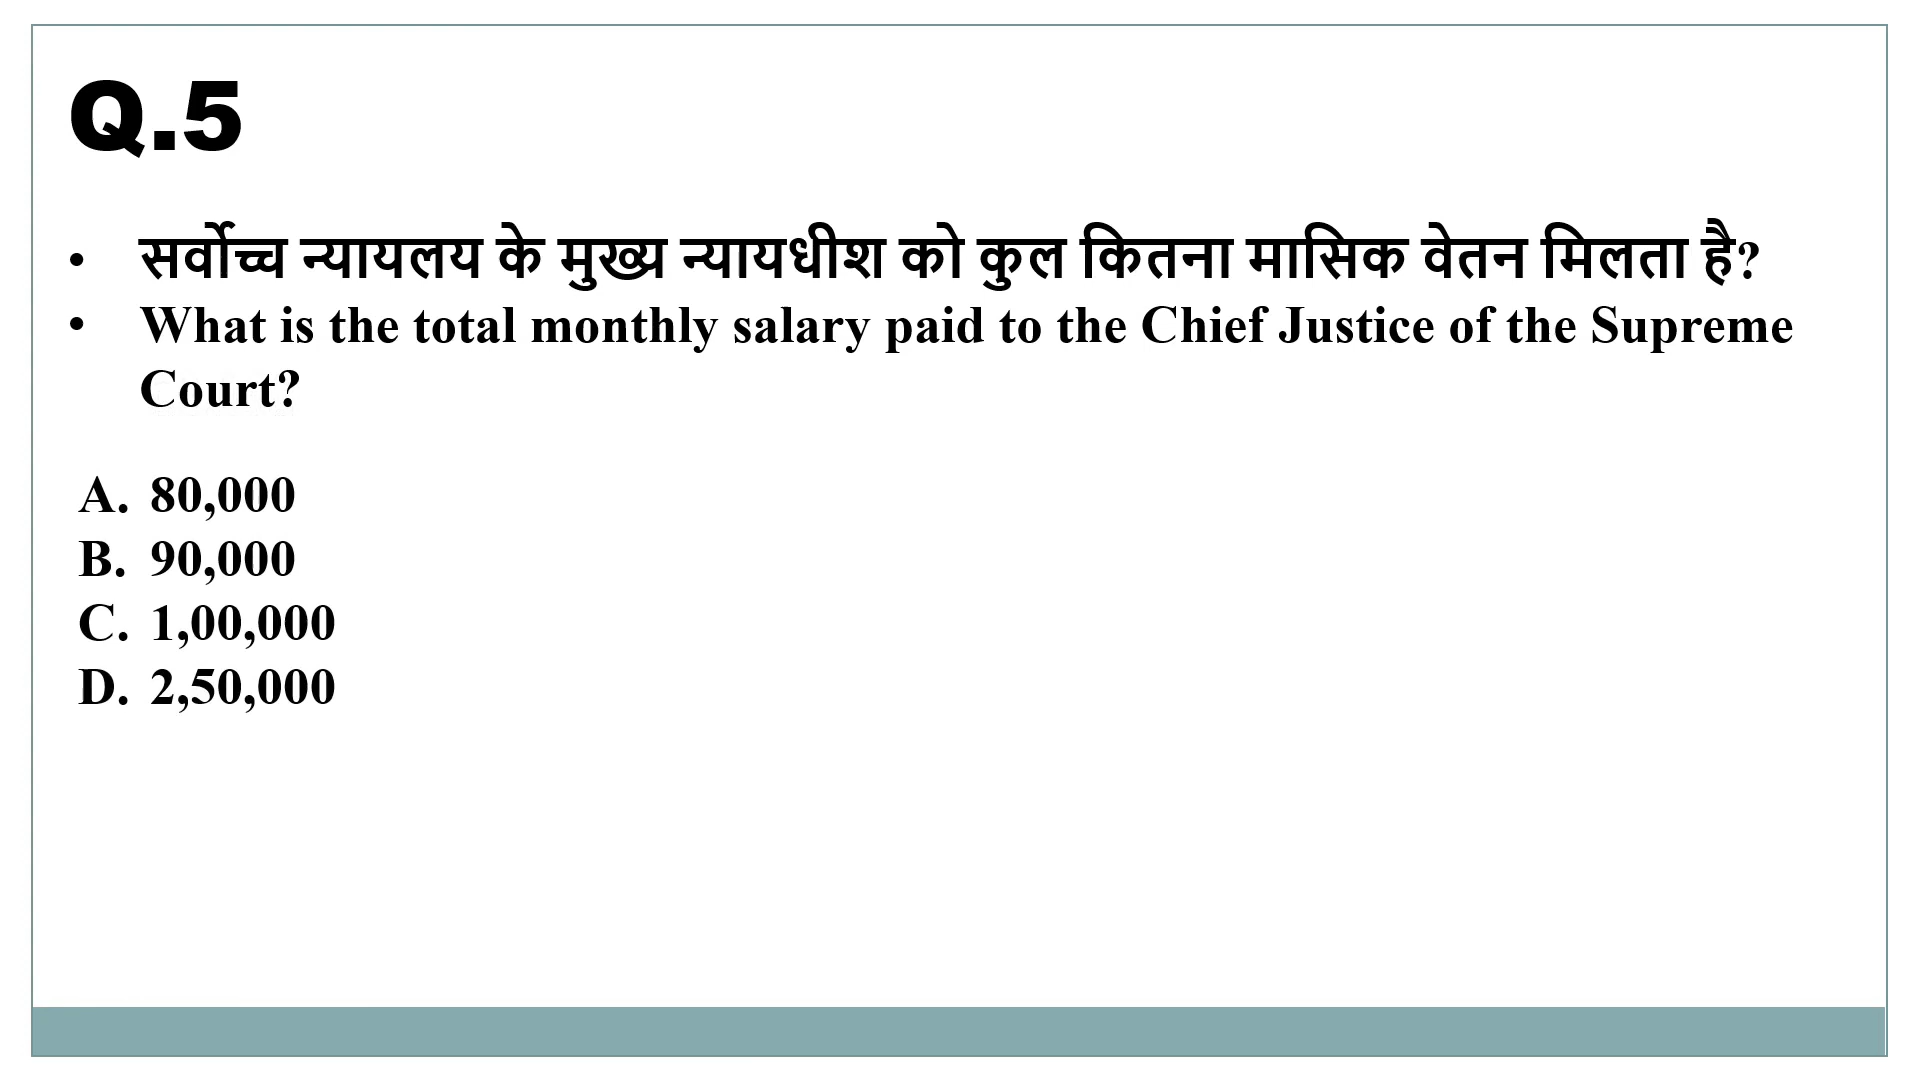 Q.5
• सर्वोच्च न्यायलय के मुख्य न्यायधीश को कुल कितना मासिक वेतन मिलता है?
• What is the total monthly salary paid to the Chief Justice of the Supreme
Court?
A. 80,000
B. 90,000
C. 1,00,000
D. 2,50,000